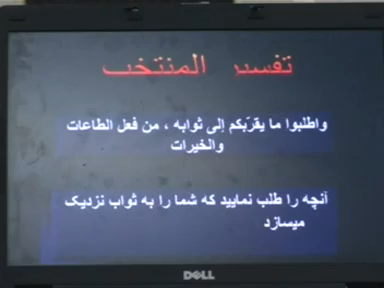 تفسير المنتخب
واطلبوا ما يقرّبكم إلى ثوابه ، من فعل الطاعات
والخيرات
آنچه را طلب نمایید که شما را به ثواب نزدیک
میسازد
DELL